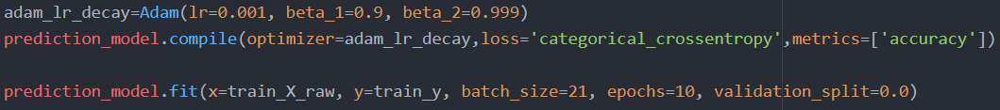 adam_lr_decay=Adam(lr=0.001, beta_1=0.9, beta_2=0.999)
prediction_model.compile(optimizer=adam_lr_decay,loss='categorical_crossentropy',metrics=['accuracy'])
prediction_model.fit(x=train_X_raw, y=train_y, batch_size=21, epochs=10, validation_split=0.0)